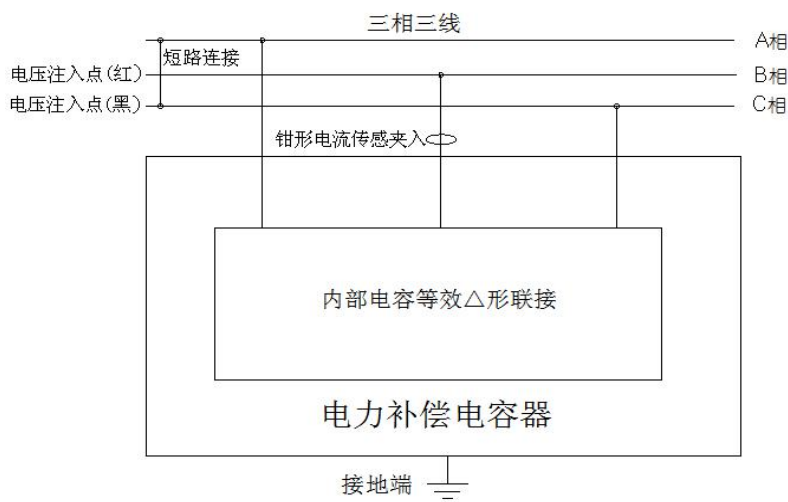 三相三线
A相
短路连接
电压注入点(红)
B相
电压注入点(黑)
C相
钳形电流传感夹入
内部电容等效△形联接
电力补偿电容器
接地端